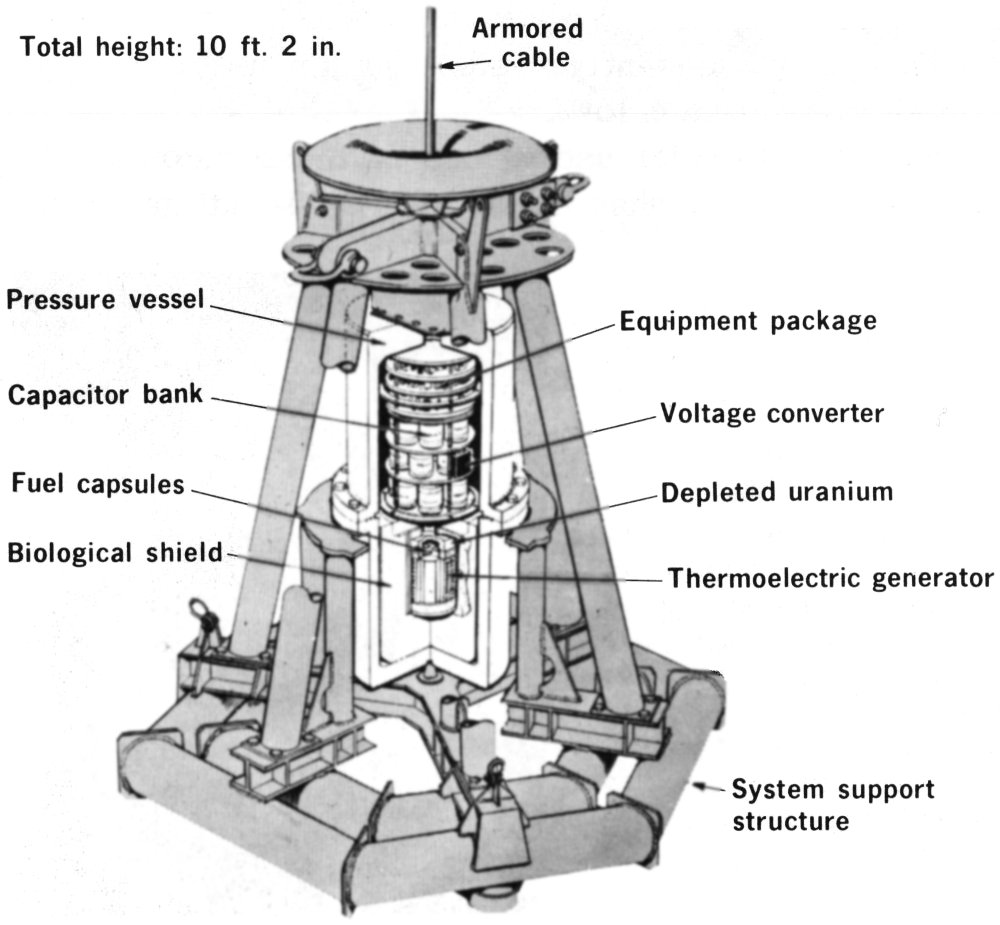 Total height: 10 ft. 2 in.
Armored
cable
Pressure vessel
Equipment package
Capacitor bank
Voltage converter
Fuel capsules
Depleted uranium
Biological shield
Thermoelectric generator
System support
structure